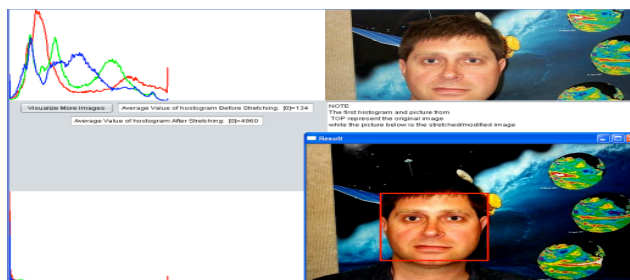 Visualize More Images
Average Value of hostogram Before Stretching: [0]=134
Average Value of hostogram After Stretching: [0]=4960
NOTE
The first histogram and picture from
TOP represent the original image
while the picture below is the stretched/modified image
Result